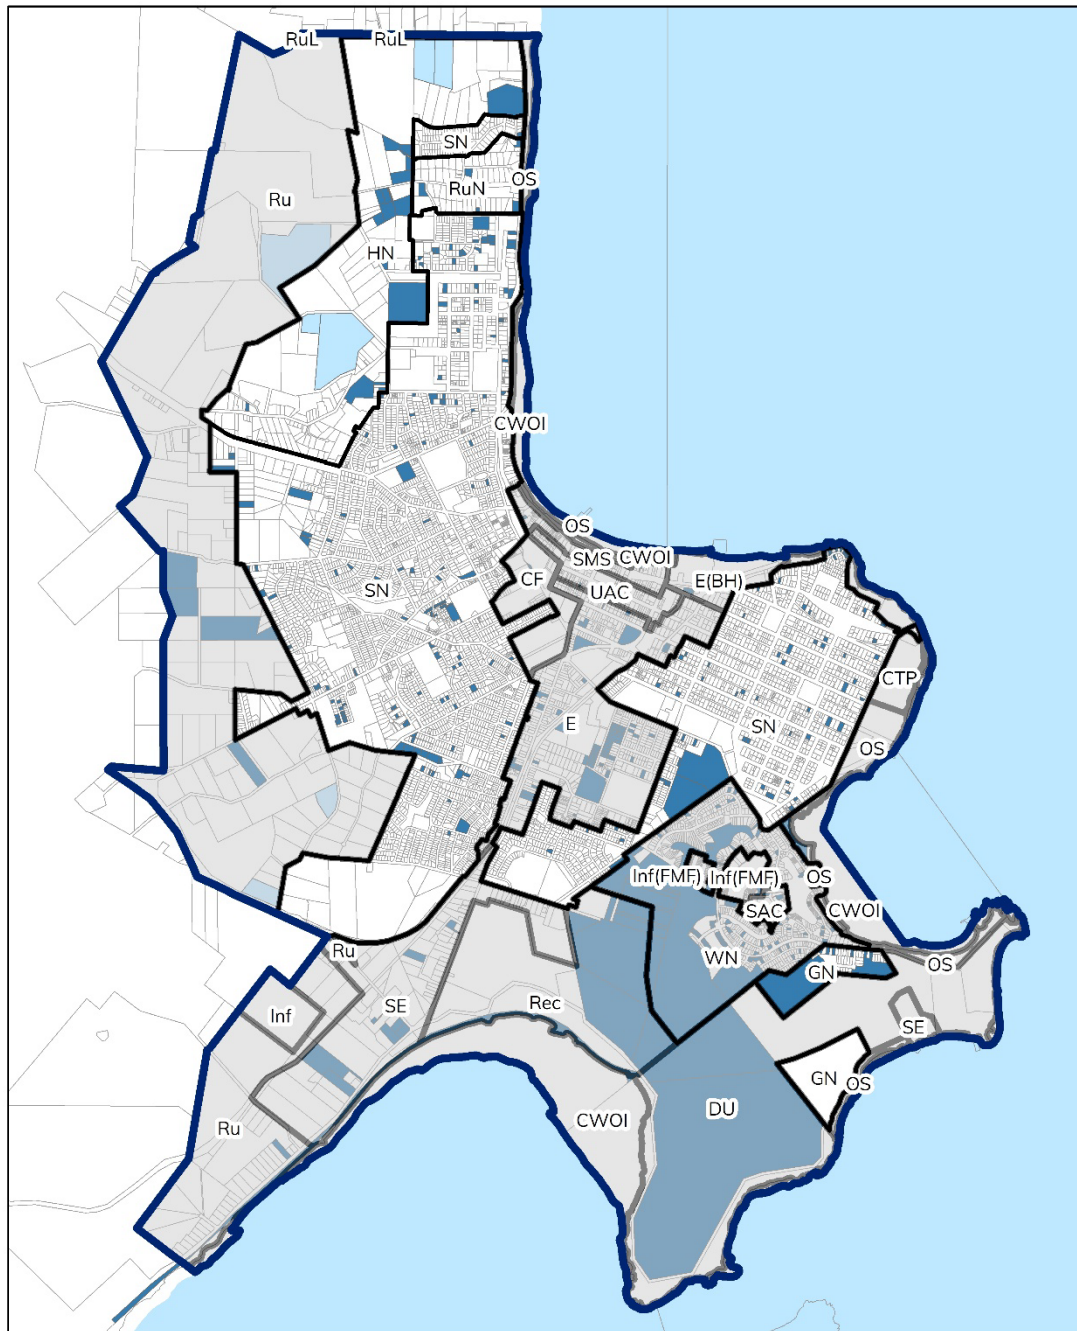 RuL RuL
SN
Ru
RuN
OS
HN
CWOI
OS
SMS
CWOI
CF
E(BH)
UAC
SN
CTP
E
SN
OS
Inf(FMF)
Inf(FMF)
OS
SAC
CWOI
Ru
WN
GN
OS
Inf
SE
Rec
SE
GN
OS
DU
CWOI
Ru